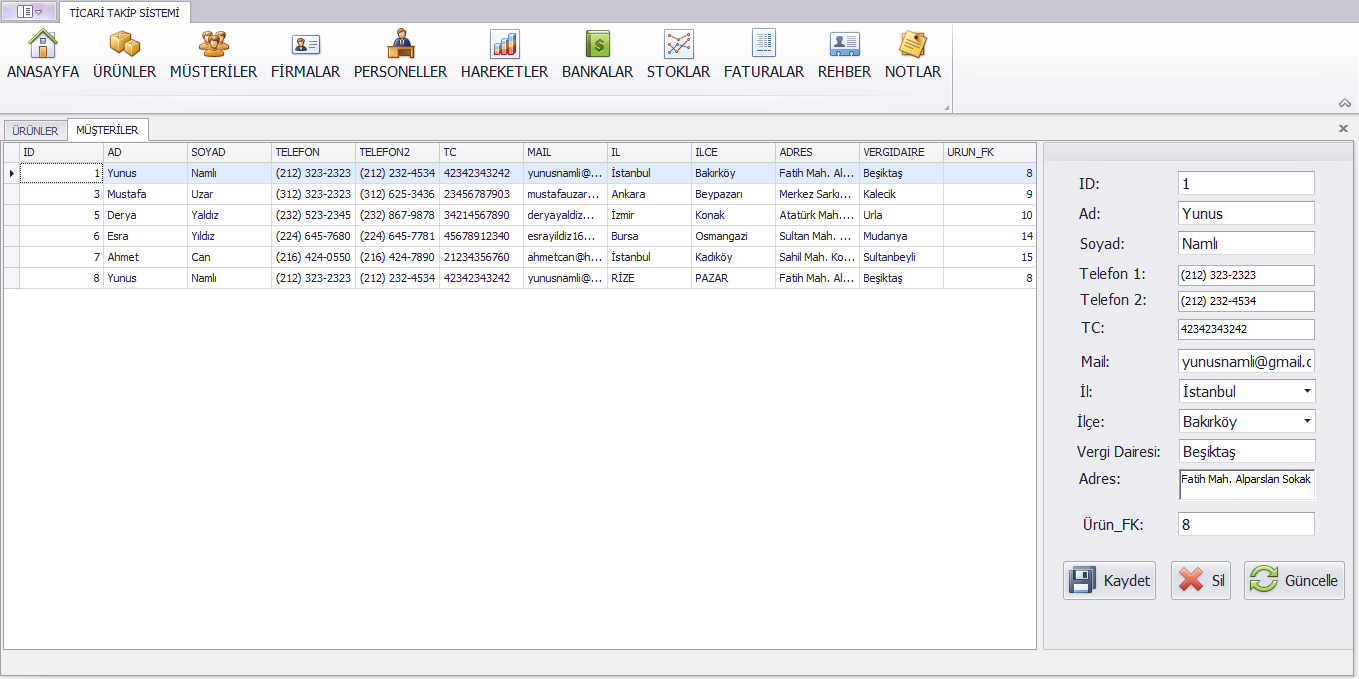 TİCARİ TAKİP SİSTEMİ
ANASAYFA ÜRÜNLER MÜSTERİLER FİRMALAR PERSONELLER HAREKETLER BANKALAR STOKLAR FATURALAR REHBER NOTLAR
ÜRÜNLER MÜŞTERİLER
ID AD SOYAD TELEFON TELEFON2 TC MAIL IL ILCE ADRES VERGIDAIRE URUN_FK
1 Yunus Namlı (212) 323-2323 (212) 232-4534 42342343242 yunusnamli@... İstanbul Bakırköy Fatih Mah. Al... Beşiktaş 8
3 Mustafa Uzar (312) 323-2323 (312) 625-3436 23456787903 mustafauzar... Ankara Beypazarı Merkez Sarkı... Kalecik 9
5 Derya Yaldız (232) 523-2345 (232) 867-9878 34214567890 deryayaldiz... İzmir Konak Atatürk Mah.... Urla 10
6 Esra Yıldız (224) 645-7680 (224) 645-7781 45678912340 esrayildiz16... Bursa Osmangazi Sultan Mah. ... Mudanya 14
7 Ahmet Can (216) 424-0550 (216) 424-7890 21234356760 ahmetcan@h... İstanbul Kadıköy Sahil Mah. Ko... Sultanbeyli 15
8 Yunus Namlı (212) 323-2323 (212) 232-4534 42342343242 yunusnamli@... RİZE PAZAR Fatih Mah. Al... Beşiktaş 8
ID: 1
Ad: Yunus
Soyad: Namlı
Telefon 1: (212) 323-2323
Telefon 2: (212) 232-4534
TC: 42342343242
Mail: yunusnamli@gmail.c
İl: İstanbul
İlçe: Bakırköy
Vergi Dairesi: Beşiktaş
Adres: Fatih Mah. Alparslan Sokak
Ürün_FK: 8
Kaydet Sil Güncelle